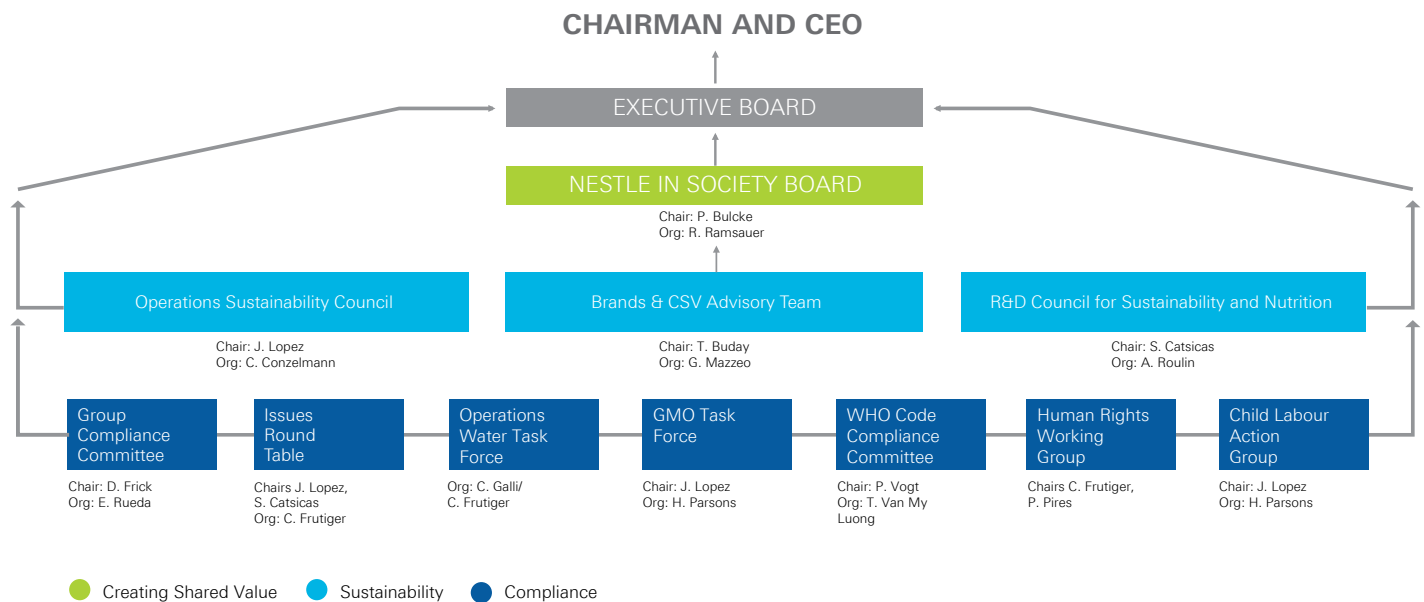 CHAIRMAN AND CEO
EXECUTIVE BOARD
NESTLE IN SOCIETY BOARD
Chair: P. Bulcke
Org: R. Ramsauer
Operations Sustainability Council
Chair: J. Lopez
Org: C. Conzelmann
Brands & CSV Advisory Team
Chair: T. Buday
Org: G. Mazzeo
R&D Council for Sustainability and Nutrition
Chair: S. Catsicas
Org: A. Roulin
Group
Compliance
Committee
Chair: D. Frick
Org: E. Rueda
Issues
Round
Table
Chairs J. Lopez,
S. Catsicas
Org: C. Frutiger
Operations
Water Task
Force
Org: C. Galli/
C. Frutiger
GMO Task
Force
Chair: J. Lopez
Org: H. Parsons
WHO Code
Compliance
Committee
Chair: P. Vogt
Org: T. Van My
Luong
Human Rights
Working
Group
Chairs C. Frutiger,
P. Pires
Child Labour
Action
Group
Chair: J. Lopez
Org: H. Parsons
Creating Shared Value
Sustainability
Compliance